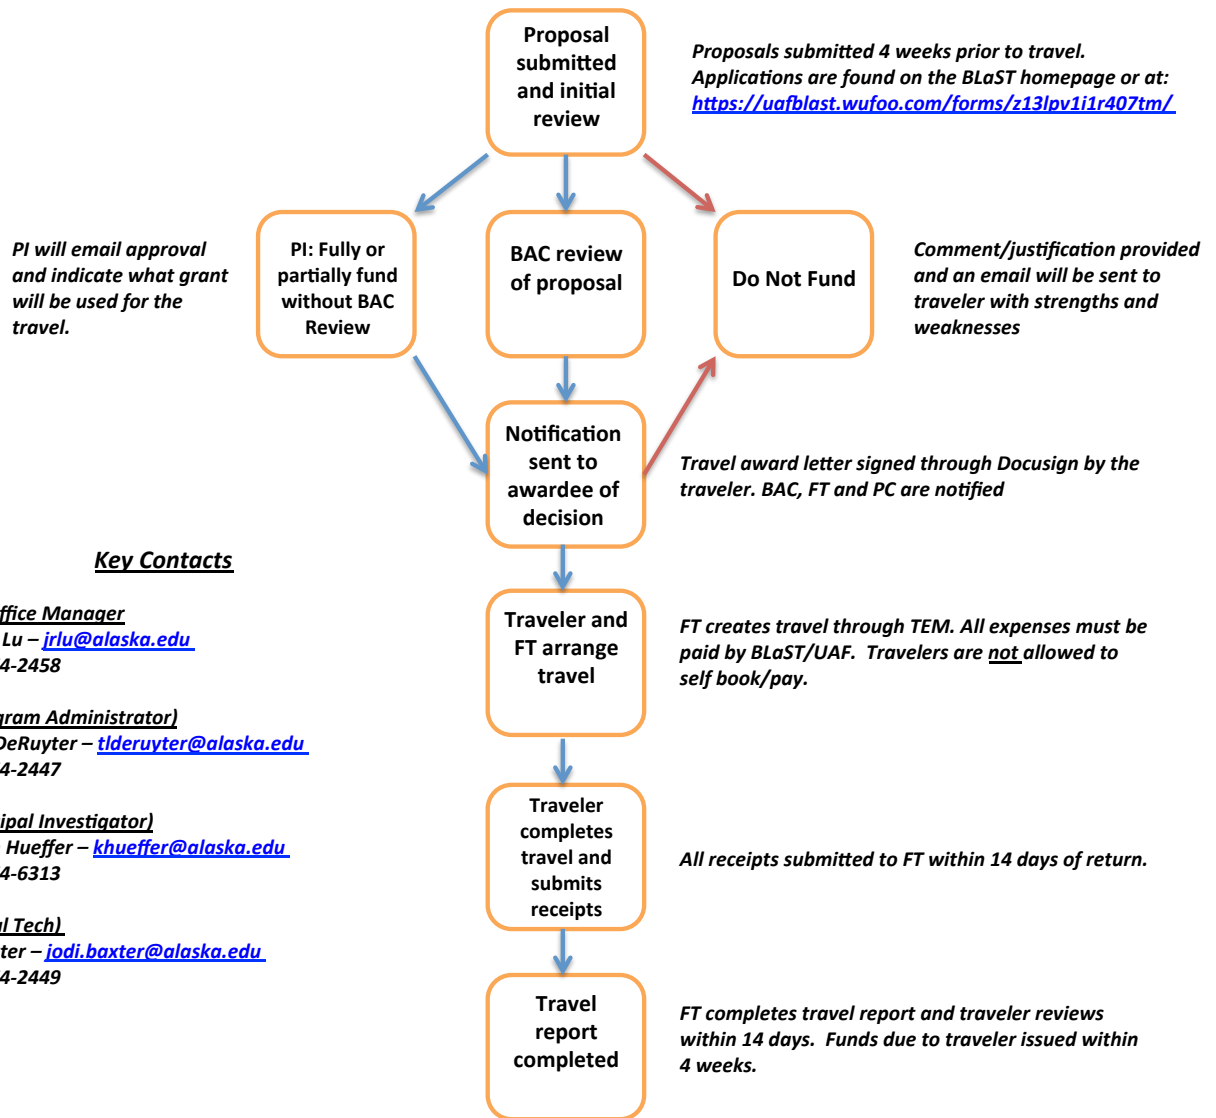 Proposal
submitted
and initial
review
Proposals submitted 4 weeks prior to travel.
Applications are found on the BLaST homepage or at:
https://uafblast.wufoo.com/forms/z13lpv1i1r407tm/
PI will email approval
and indicate what grant
will be used for the
travel.
PI: Fully or
partially fund
without BAC
Review
BAC review
of proposal
Do Not Fund
Comment/justification provided
and an email will be sent to
traveler with strengths and
weaknesses
Notification
sent to
awardee of
decision
Travel award letter signed through Docusign by the
traveler. BAC, FT and PC are notified
Key Contacts
ffice Manager
Lu – jrlu@alaska.edu
4-2458
gram Administrator)
DeRuyter – tlderuyter@alaska.edu
4-2447
ipal Investigator)
Hueffer – khueffer@alaska.edu
4-6313
al Tech)
ter – jodi.baxter@alaska.edu
4-2449
Traveler and
FT arrange
travel
FT creates travel through TEM. All expenses must be
paid by BLaST/UAF. Travelers are not allowed to
self book/pay.
Traveler
completes
travel and
submits
receipts
All receipts submitted to FT within 14 days of return.
Travel
report
completed
FT completes travel report and traveler reviews
within 14 days. Funds due to traveler issued within
4 weeks.